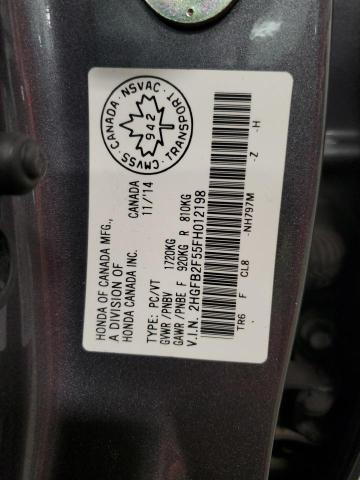 HONDA OF CANADA MFG.,
A DIVISION OF
HONDA CANADA INC.
CANADA
11/'14
TYPE: PC/VT
GVWR/PNBV 1720KG
GAWR/PNBE F 920KG R 810KG
V.I.N. 2HGFB2F55FH012198
TR6 F CL8 -NH797M -Z -H
CANADA · NSVAC · TRANSPORT · CMVSS ·
942